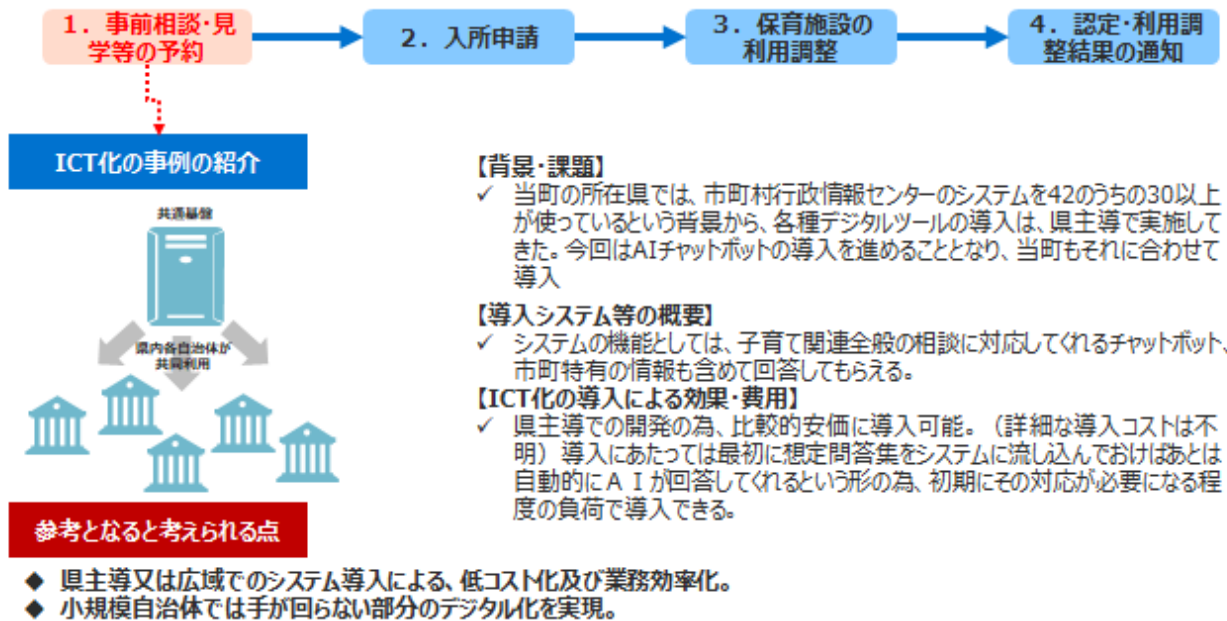 1．事前相談・見
学等の予約
2．入所申請
3．保育施設の
利用調整
4．認定・利用調
整結果の通知
ICT化の事例の紹介
共通基盤
県内各自治体が
共同利用
【背景・課題】
✓ 当町の所在県では、市町村行政情報センターのシステムを42のうちの30以上
が使っているという背景から、各種デジタルツールの導入は、県主導で実施して
きた。今回はAIチャットボットの導入を進めることとなり、当町もそれに合わせて
導入
【導入システム等の概要】
✓ システムの機能としては、子育て関連全般の相談に対応してくれるチャットボット、
市町特有の情報も含めて回答してもらえる。
【ICT化の導入による効果・費用】
✓ 県主導での開発の為、比較的安価に導入可能。（詳細な導入コストは不
明）導入にあたっては最初に想定問答集をシステムに流し込んでおけばあとは
自動的にＡＩが回答してくれるという形の為、初期にその対応が必要になる程
度の負荷で導入できる。
参考となると考えられる点
◆ 県主導又は広域でのシステム導入による、低コスト化及び業務効率化。
◆ 小規模自治体では手が回らない部分のデジタル化を実現。